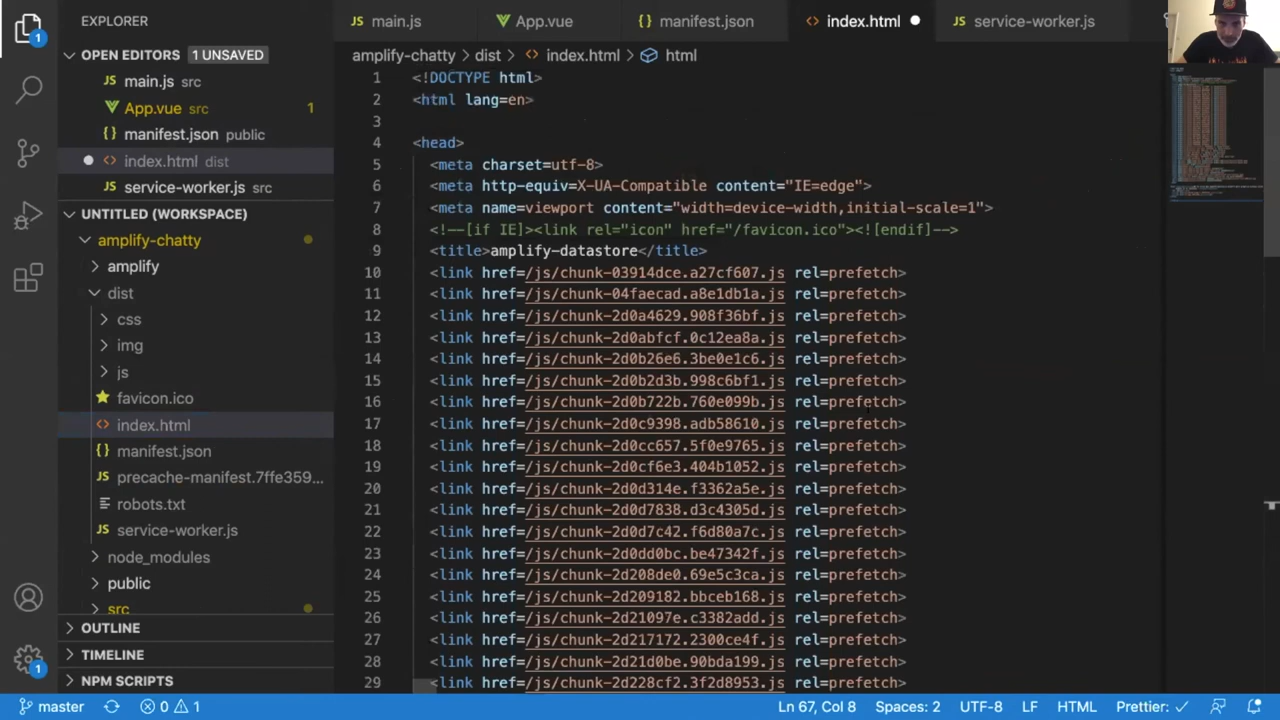 EXPLORER
OPEN EDITORS 1 UNSAVED
JS main.js src
App.vue src 1
{} manifest.json public
<> index.html dist
JS service-worker.js src
UNTITLED (WORKSPACE)
amplify-chatty
amplify
dist
css
img
js
favicon.ico
<> index.html
{} manifest.json
JS precache-manifest.7ffe359...
robots.txt
JS service-worker.js
node_modules
public
src
OUTLINE
TIMELINE
NPM SCRIPTS
1
1
JS main.js App.vue {} manifest.json <> index.html JS service-worker.js
amplify-chatty > dist > <> index.html > html
1 <!DOCTYPE html>
2 <html lang=en>
3
4 <head>
5 <meta charset=utf-8>
6 <meta http-equiv=X-UA-Compatible content="IE=edge">
7 <meta name=viewport content="width=device-width,initial-scale=1">
8 <!--[if IE]><link rel="icon" href="/favicon.ico"><![endif]-->
9 <title>amplify-datastore</title>
10 <link href=/js/chunk-03914dce.a27cf607.js rel=prefetch>
11 <link href=/js/chunk-04faecad.a8e1db1a.js rel=prefetch>
12 <link href=/js/chunk-2d0a4629.908f36bf.js rel=prefetch>
13 <link href=/js/chunk-2d0abfcf.0c12ea8a.js rel=prefetch>
14 <link href=/js/chunk-2d0b26e6.3be0e1c6.js rel=prefetch>
15 <link href=/js/chunk-2d0b2d3b.998c6bf1.js rel=prefetch>
16 <link href=/js/chunk-2d0b722b.760e099b.js rel=prefetch>
17 <link href=/js/chunk-2d0c9398.adb58610.js rel=prefetch>
18 <link href=/js/chunk-2d0cc657.5f0e9765.js rel=prefetch>
19 <link href=/js/chunk-2d0cf6e3.404b1052.js rel=prefetch>
20 <link href=/js/chunk-2d0d314e.f3362a5e.js rel=prefetch>
21 <link href=/js/chunk-2d0d7838.d3c4305d.js rel=prefetch>
22 <link href=/js/chunk-2d0d7c42.f6d80a7c.js rel=prefetch>
23 <link href=/js/chunk-2d0dd0bc.be47342f.js rel=prefetch>
24 <link href=/js/chunk-2d208de0.69e5c3ca.js rel=prefetch>
25 <link href=/js/chunk-2d209182.bbceb168.js rel=prefetch>
26 <link href=/js/chunk-2d21097e.c3382add.js rel=prefetch>
27 <link href=/js/chunk-2d217172.2300ce4f.js rel=prefetch>
28 <link href=/js/chunk-2d21d0be.90bda199.js rel=prefetch>
29 <link href=/js/chunk-2d228cf2.3f2d8953.js rel=prefetch>
master 0 1 Ln 67, Col 8 Spaces: 2 UTF-8 LF HTML Prettier: ✓